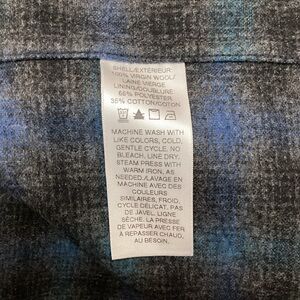 SHELL/EXTÉRIEUR
100% VIRGIN WOOL/
LAINE VIERGE
LINING/DOUBLURE
65% POLYESTER
35% COTTON/COTON
MACHINE WASH WITH
LIKE COLORS, COLD,
GENTLE CYCLE. NO
BLEACH, LINE DRY.
STEAM PRESS WITH
WARM IRON, AS
NEEDED./LAVAGE EN
MACHINE AVEC DES
COULEURS
SIMILAIRES, FROID,
CYCLE DÉLICAT, PAS
DE JAVEL. LIGNE
SÈCHE. LA PRESSE
DE VAPEUR AVEC FER
À REPASSER CHAUD,
AU BESOIN.